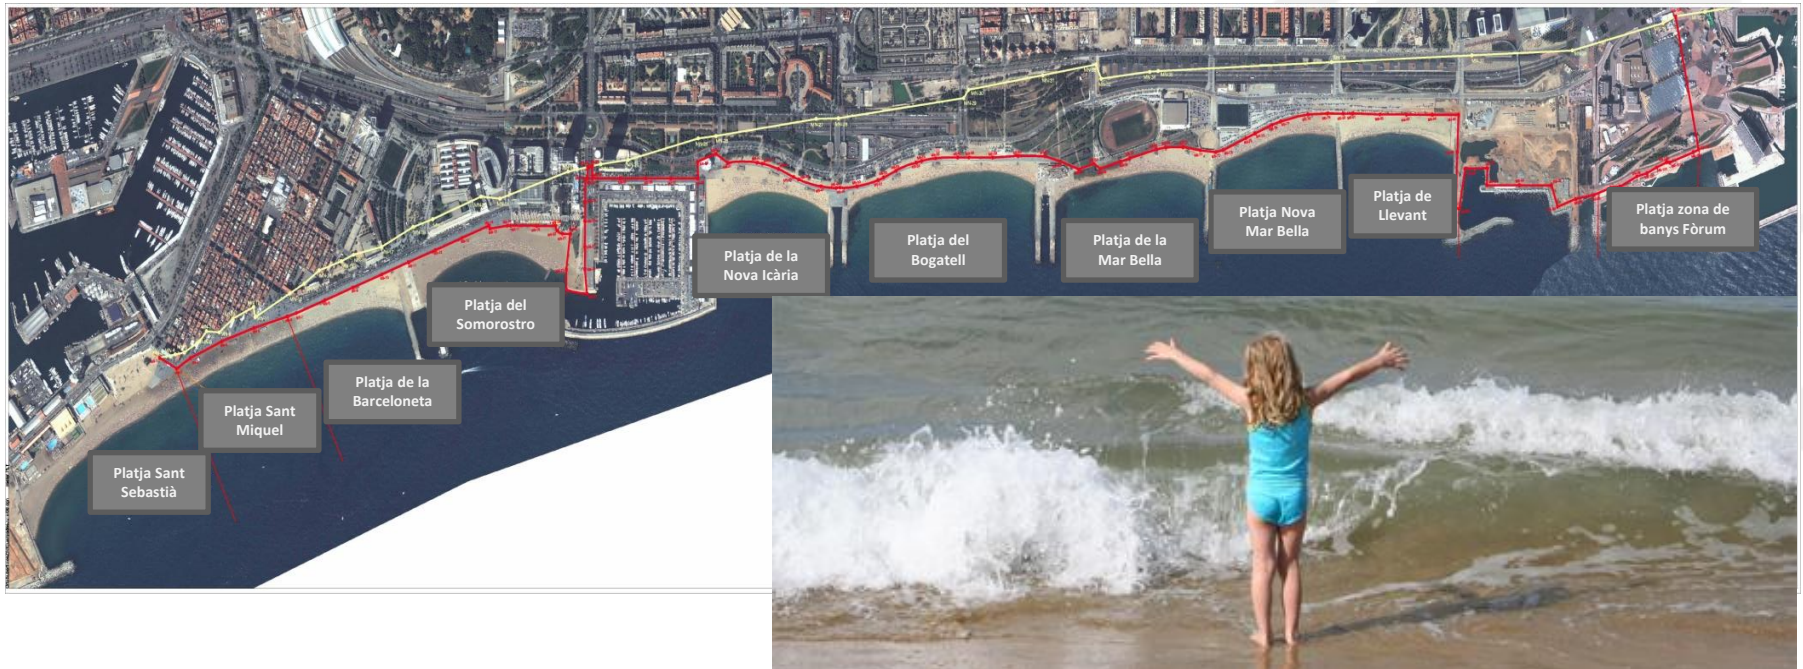 Platja Sant
Sebastià
Platja Sant
Miquel
Platja de la
Barceloneta
Platja del
Somorostro
Platja de la
Nova Icària
Platja del
Bogatell
Platja de la
Mar Bella
Platja Nova
Mar Bella
Platja de
Llevant
Platja zona de
banys Fòrum